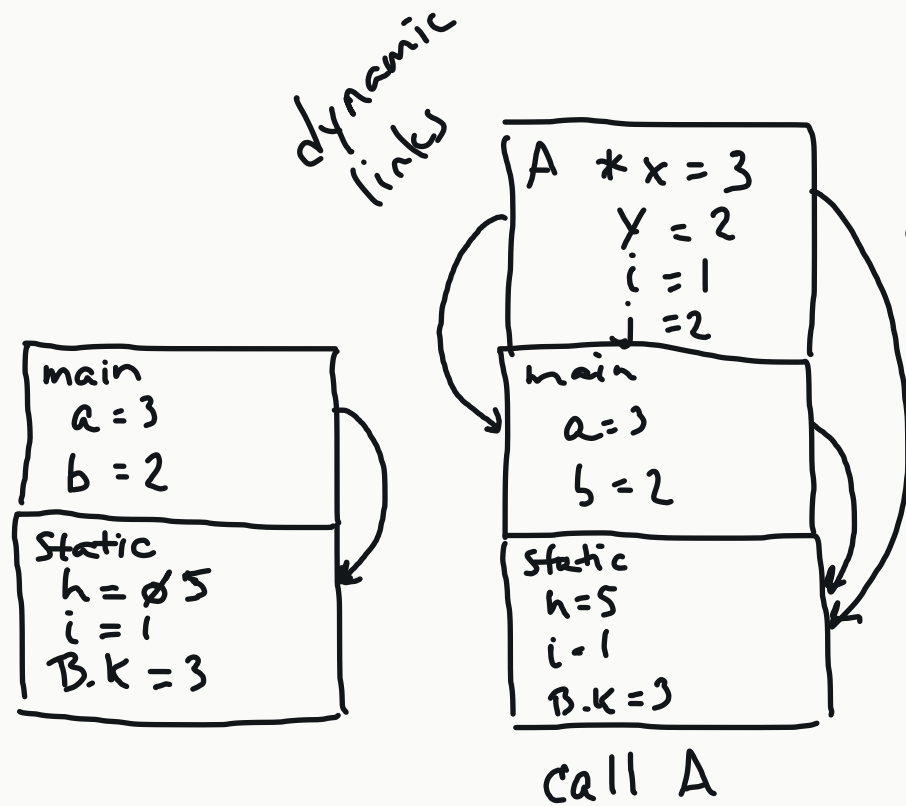 dynamic
links
main
a = 3
b = 2
static
h = 0 5
i = 1
B.K = 3
A * x = 3
y = 2
i = 1
j = 2
main
a = 3
b = 2
static
h = 5
i = 1
B.K = 3
call A